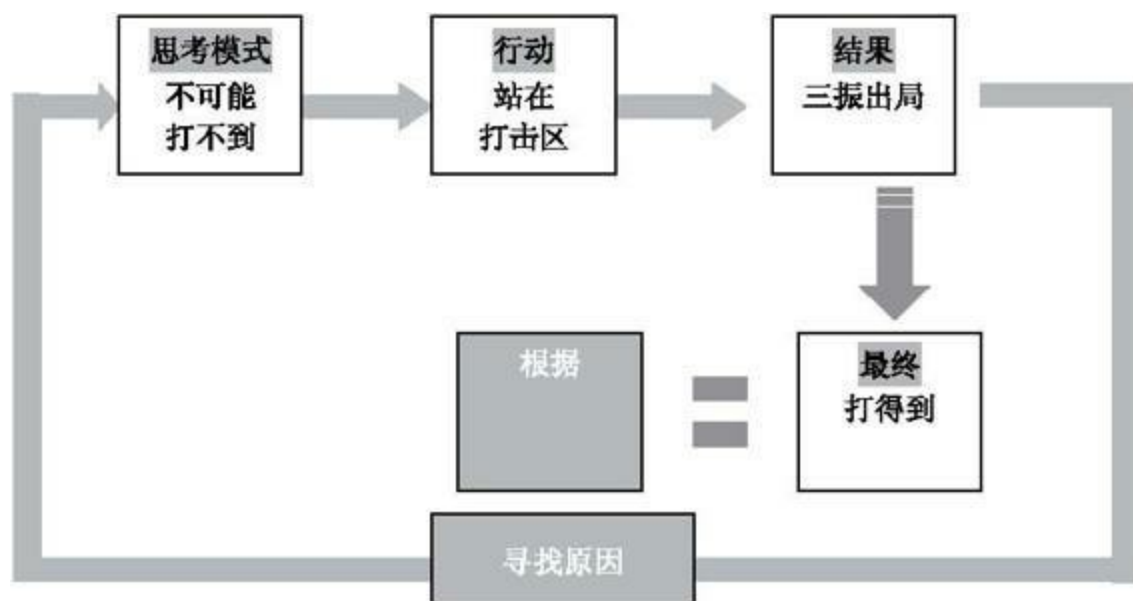 思考模式
不可能
打不到
行动
站在
打击区
结果
三振出局
根据
最终
打得到
寻找原因